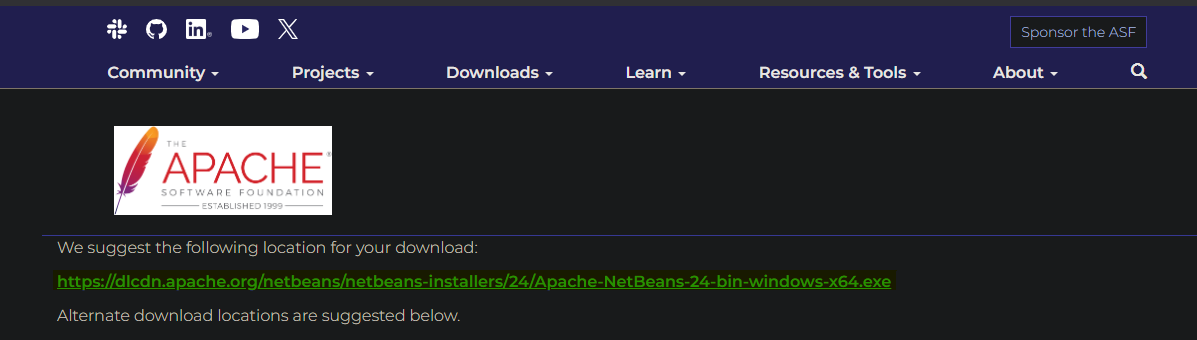 Sponsor the ASF
Community Projects Downloads Learn Resources & Tools About
THE
APACHE®
SOFTWARE FOUNDATION
ESTABLISHED 1999
We suggest the following location for your download:
https://dlcdn.apache.org/netbeans/netbeans-installers/24/Apache-NetBeans-24-bin-windows-x64.exe
Alternate download locations are suggested below.